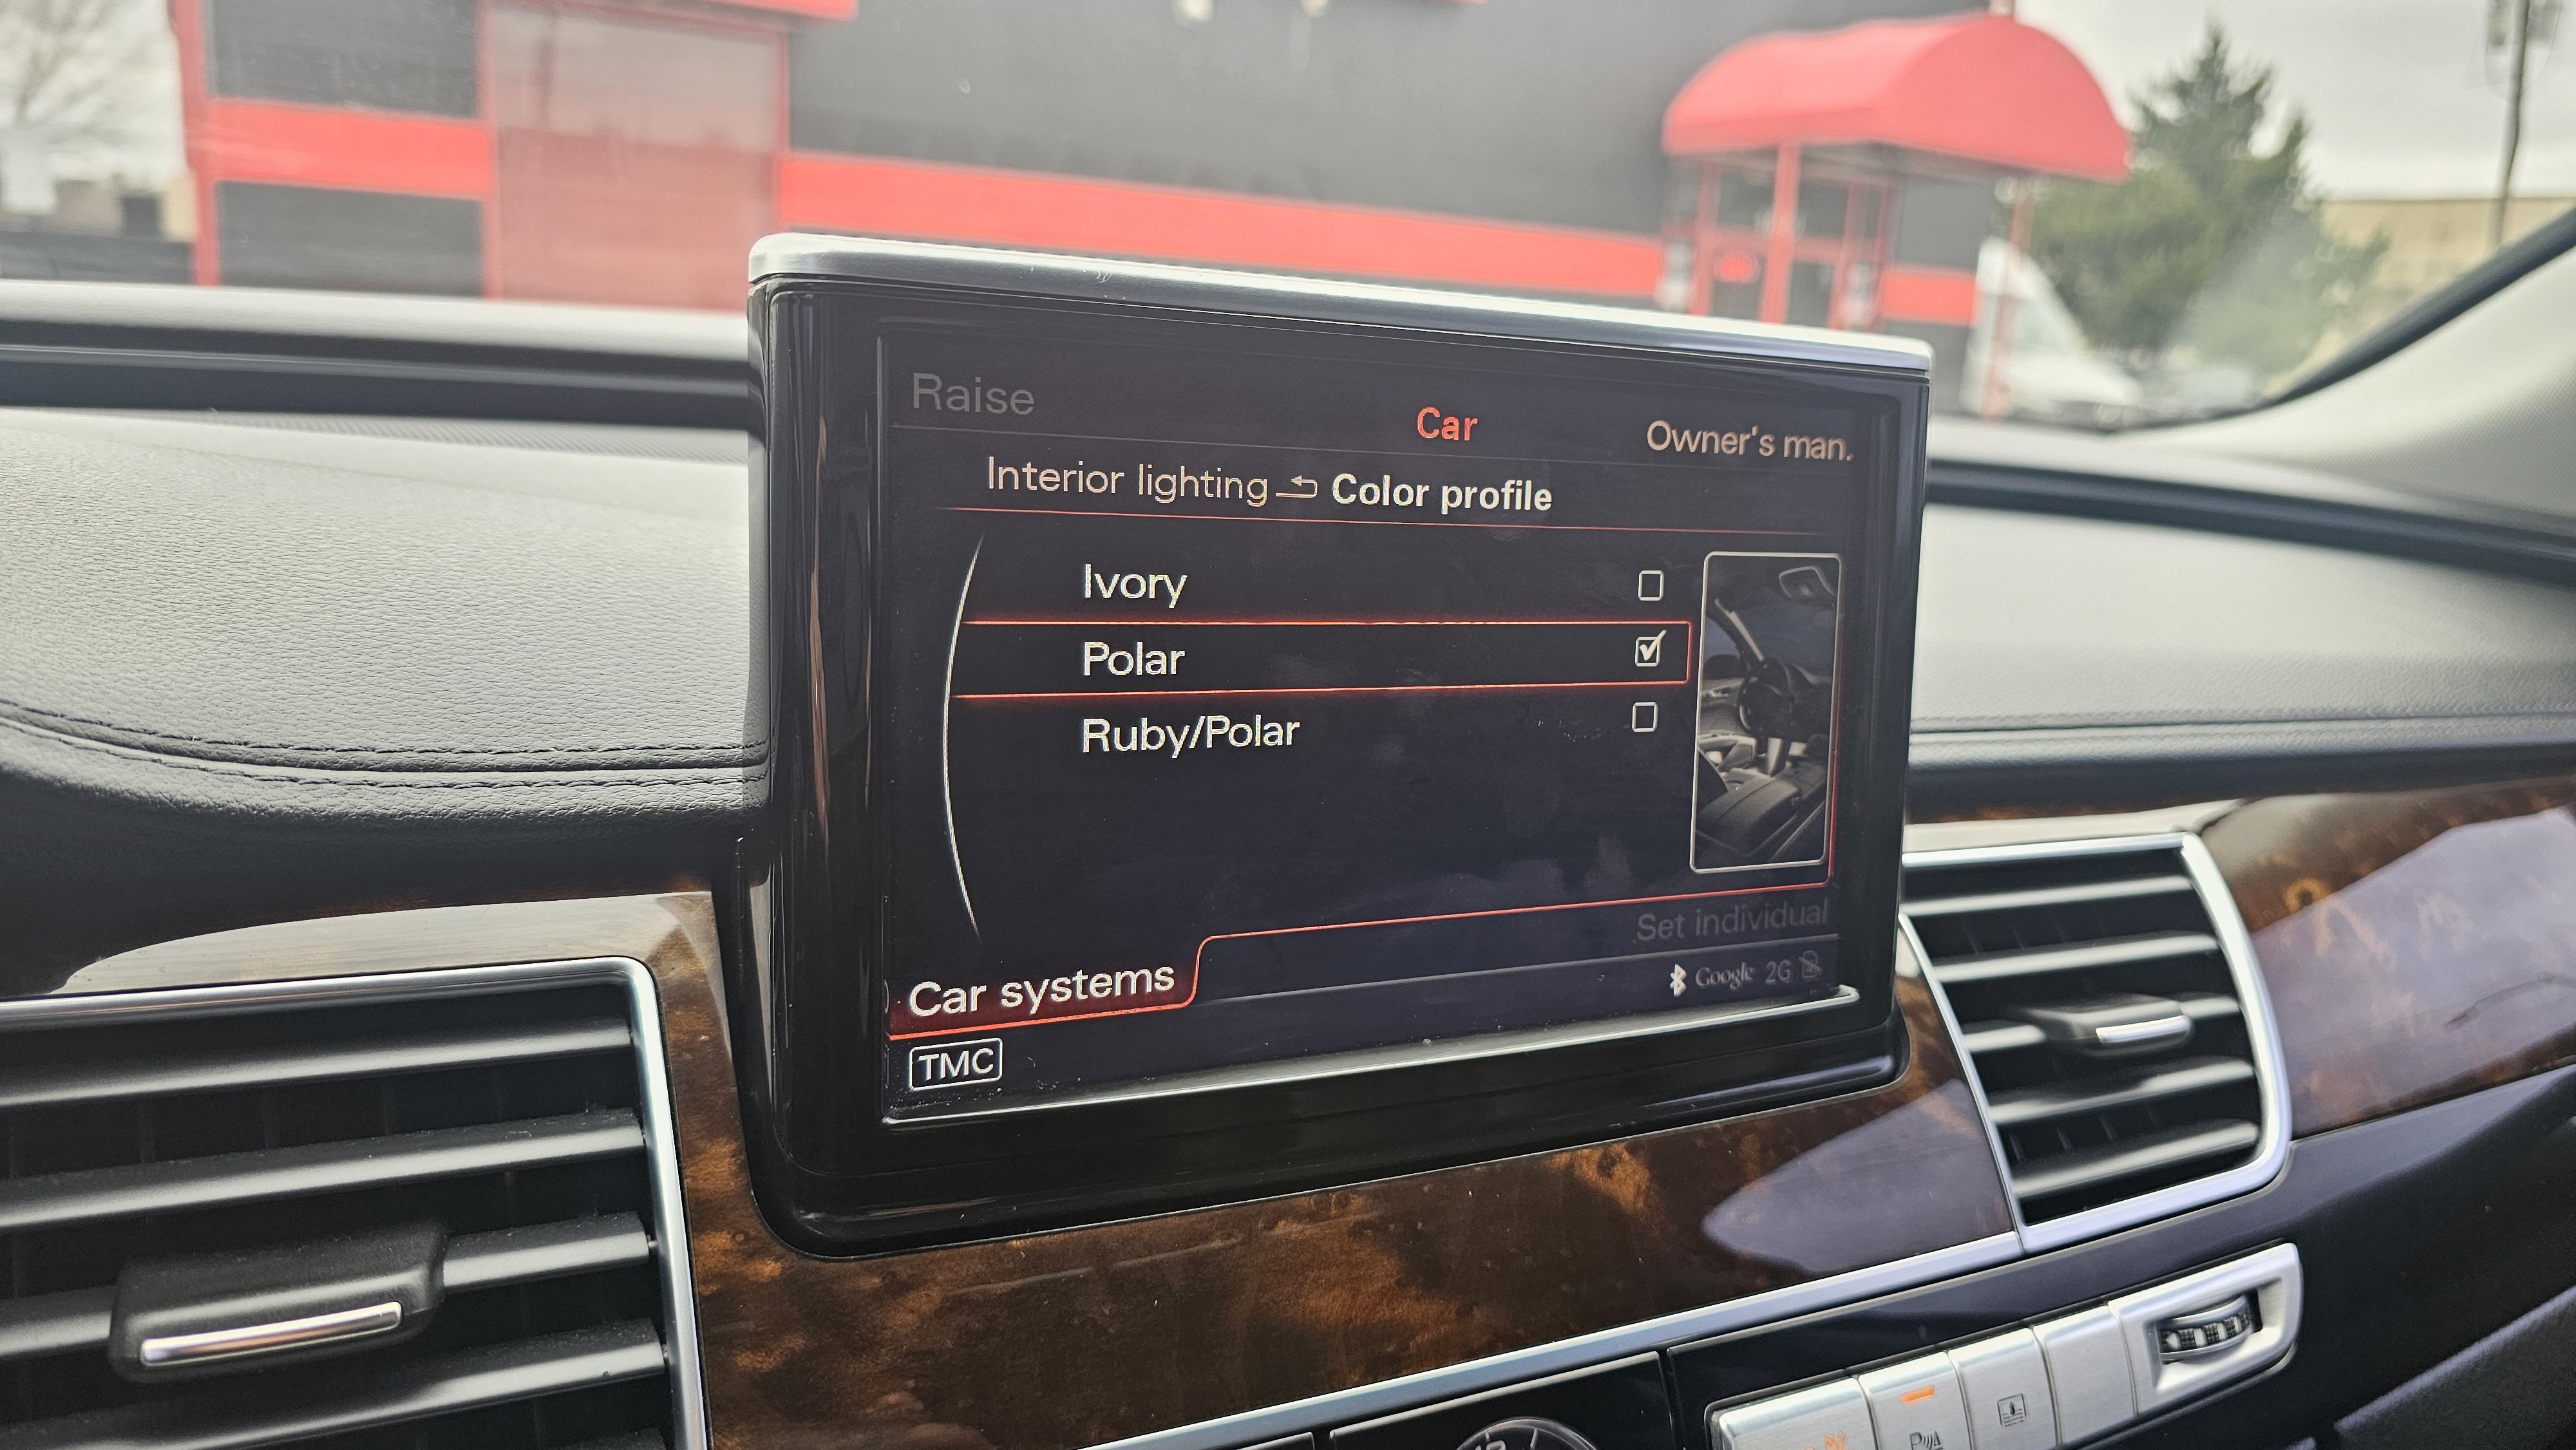 Raise
Car
Owner's man.
Interior lighting Color profile
Ivory
Polar
Ruby/Polar
Set individual
Car systems
Google 2G
TMC